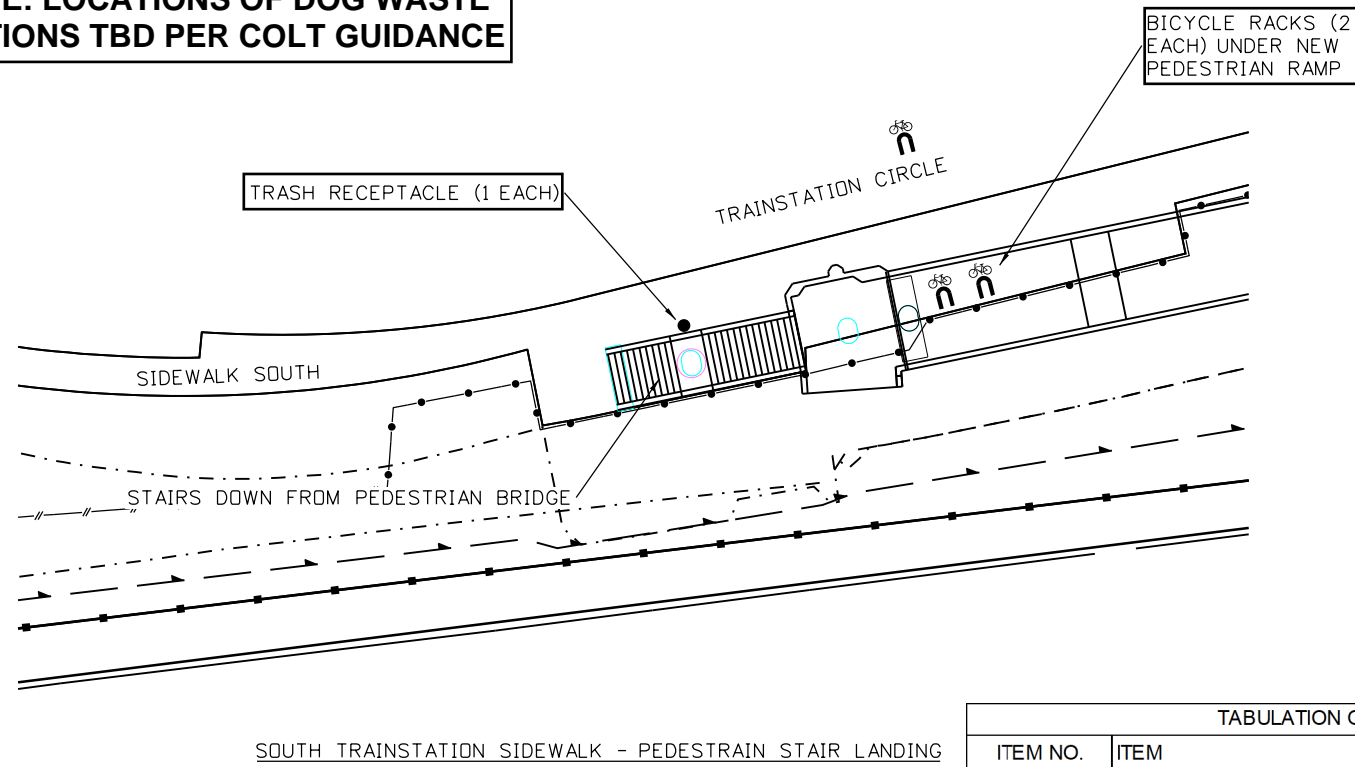 LOCATIONS OF DOG WASTE
TBD PER COLT GUIDANCE
BICYCLE RACKS (2
EACH) UNDER NEW
PEDESTRIAN RAMP
TRASH RECEPTACLE (1 EACH)
TRAINSTATION CIRCLE
SIDEWALK SOUTH
STAIRS DOWN FROM PEDESTRIAN BRIDGE
SOUTH TRAINSTATION SIDEWALK - PEDESTRAIN STAIR LANDING
TABULATION
ITEM NO. ITEM